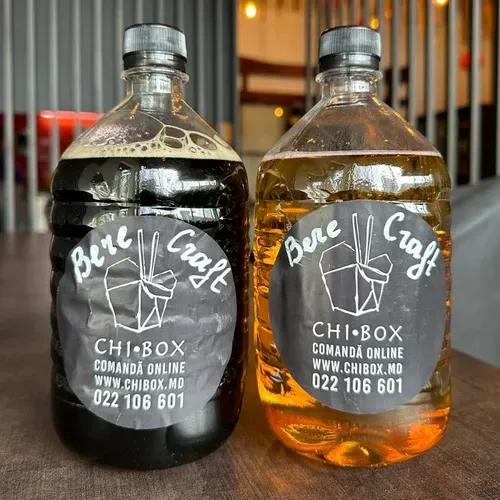 Bere Craft
CHI•BOX
COMANDĂ ONLINE
WWW.CHIBOX.MD
022 106 601
Bere Craft
CHI•BOX
COMANDĂ ONLINE
WWW.CHIBOX.MD
022 106 601